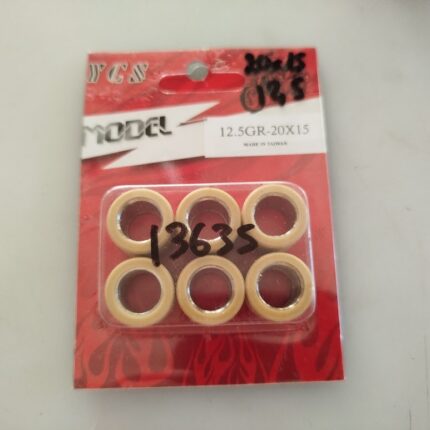 YCS
20x15
12,5
MODEL
12.5GR-20X15
MADE IN TAIWAN
13635